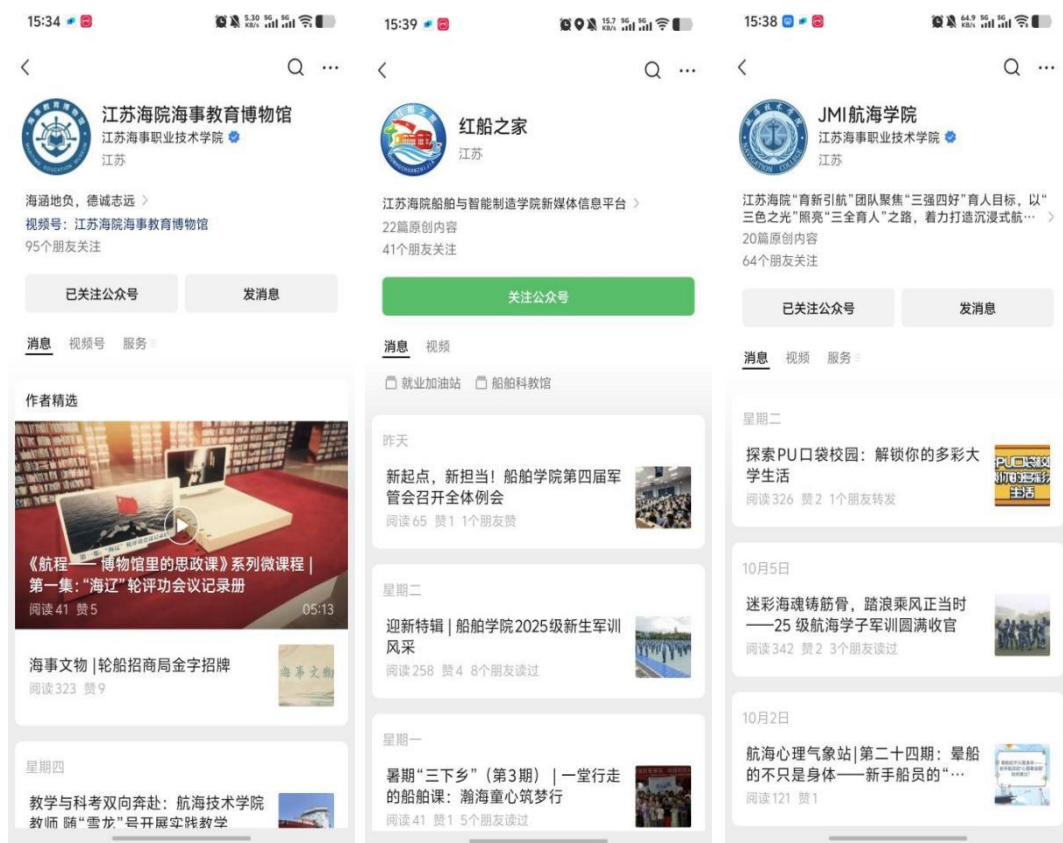 15:34
5.30 KB/s 5G 5G
江苏海院海事教育博物馆
江苏海事职业技术学院
江苏
海涵地负，德诚志远
视频号：江苏海院海事教育博物馆
95个朋友关注
已关注公众号
发消息
消息 视频号 服务
作者精选
《航程——博物馆里的思政课》系列微课程 |
第一集：“海辽”轮评功会议记录册
阅读 41 赞 5
05:13
海事文物 |轮船招商局金字招牌
阅读 323 赞 9
星期四
教学与科考双向奔赴：航海技术学院
教师 随“雪龙”号开展实践教学
15:39
15.7 KB/s 5G 5G
红船之家
江苏
江苏海院船舶与智能制造学院新媒体信息平台
22篇原创内容
41个朋友关注
关注公众号
消息 视频
就业加油站 船舶科教馆
昨天
新起点，新担当！船舶学院第四届军
管会召开全体例会
阅读 65 赞 1 1个朋友赞
星期二
迎新特辑 | 船舶学院2025级新生军训
风采
阅读 258 赞 4 8个朋友读过
星期一
暑期“三下乡”（第3期） | 一堂行走
的船舶课：瀚海童心筑梦行
阅读 41 赞 1 5个朋友读过
15:38
64.9 KB/s 5G 5G
JMI航海学院
江苏海事职业技术学院
江苏
江苏海院“育新引航”团队聚焦“三强四好”育人目标，以“
三色之光”照亮“三全育人”之路，着力打造沉浸式航…
20篇原创内容
64个朋友关注
已关注公众号
发消息
消息 视频 服务
星期二
探索PU口袋校园：解锁你的多彩大
学生活
阅读 326 赞 2 1个朋友转发
10月5日
迷彩海魂铸筋骨，踏浪乘风正当时
——25 级航海学子军训圆满收官
阅读 342 赞 2 3个朋友读过
10月2日
航海心理气象站|第二十四期：晕船
的不只是身体——新手船员的“…
阅读 121 赞 1